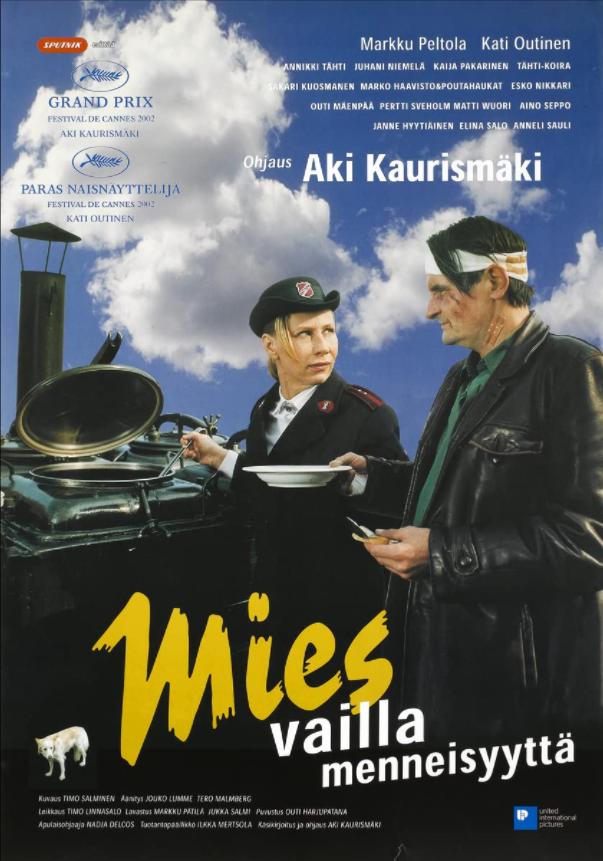 SPUTNIK esittää
GRAND PRIX
FESTIVAL DE CANNES 2002
AKI KAURISMÄKI
PARAS NAISNÄYTTELIJÄ
FESTIVAL DE CANNES 2002
KATI OUTINEN
Markku Peltola Kati Outinen
ANNIKKI TÄHTI JUHANI NIEMELÄ KAIJA PAKARINEN TÄHTI-KOIRA
SAKARI KUOSMANEN MARKO HAAVISTO&POUTAHAUKAT ESKO NIKKARI
OUTI MÄENPÄÄ PERTTI SVEHOLM MATTI WUORI AINO SEPPO
JANNE HYYTIÄINEN ELINA SALO ANNELI SAULI
Ohjaus Aki Kaurismäki
Mies
vailla
menneisyyttä
Kuvaus TIMO SALMINEN Äänitys JOUKO LUMME TERO MALMBERG
Leikkaus TIMO LINNASALO Lavastus MARKKU PÄTILÄ JUKKA SALMI Puvustus OUTI HARJUPATANA
Apulaisohjaaja NADJA DELCOS Tuotantopäällikö ILKKA MERTSOLA Käsikirjoitus ja ohjaus AKI KAURISMÄKI
united
international
pictures